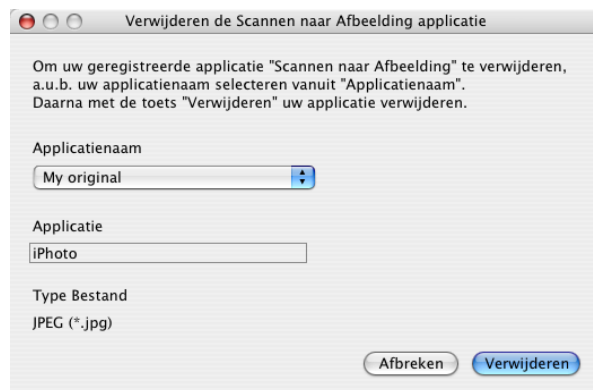 Verwijderen de Scannen naar Afbeelding applicatie
Om uw geregistreerde applicatie "Scannen naar Afbeelding" te verwijderen,
a.u.b. uw applicatienaam selecteren vanuit "Applicatienaam".
Daarna met de toets "Verwijderen" uw applicatie verwijderen.
Applicatienaam
My original
Applicatie
iPhoto
Type Bestand
JPEG (*.jpg)
Afbreken Verwijderen